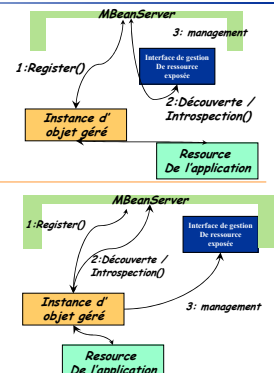 MBeanServer
3: management
Interface de gestion
De ressource
exposée
1:Register()
2:Découverte /
Introspection()
Instance d'
objet géré
Resource
De l'application
MBeanServer
1:Register()
Interface de gestion
De ressource
exposée
2:Découverte /
Introspection()
Instance d'
objet géré
3: management
Resource
De l'application